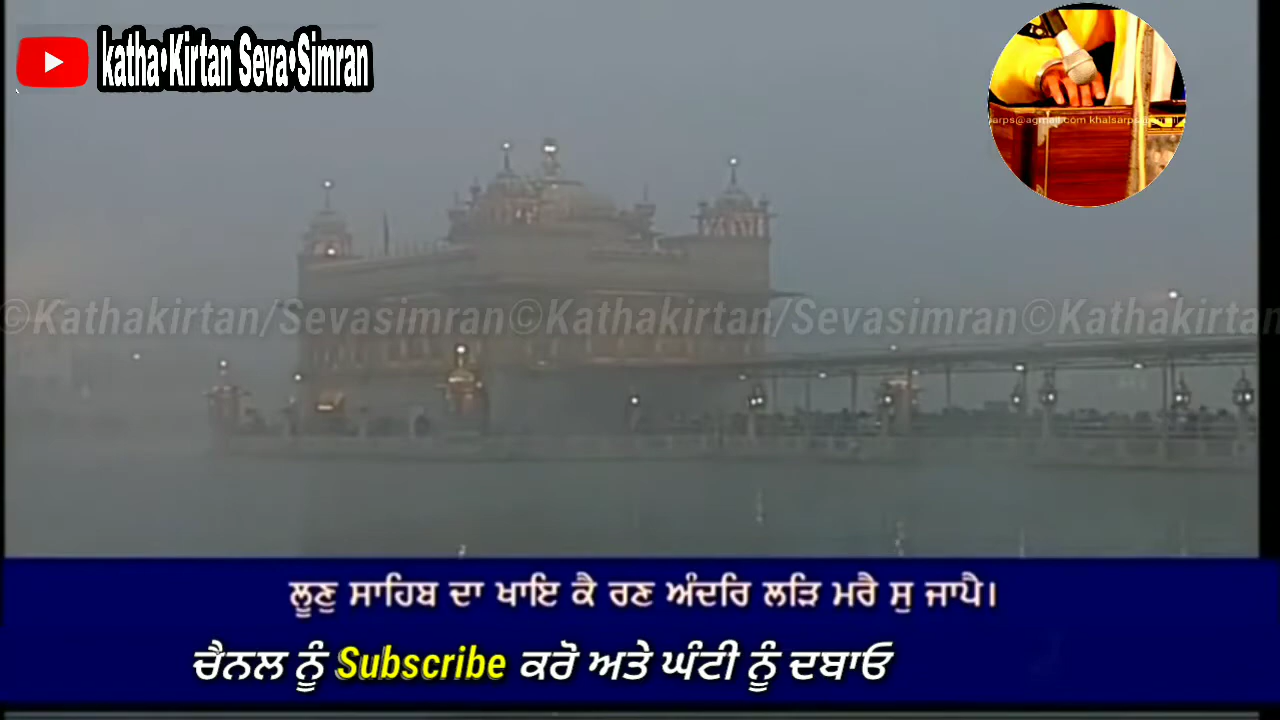 katha•Kirtan Seva•Simran
©Kathakirtan/Sevasimran©Kathakirtan/Sevasimran©Kathakirtan
ਲੂਣੁ ਸਾਹਿਬ ਦਾ ਖਾਇ ਕੈ ਰਣ ਅੰਦਰਿ ਲੜਿ ਮਰੈ ਸੁ ਜਾਪੈ।
ਚੈਨਲ ਨੂੰ Subscribe ਕਰੋ ਅਤੇ ਘੰਟੀ ਨੂੰ ਦਬਾਓ